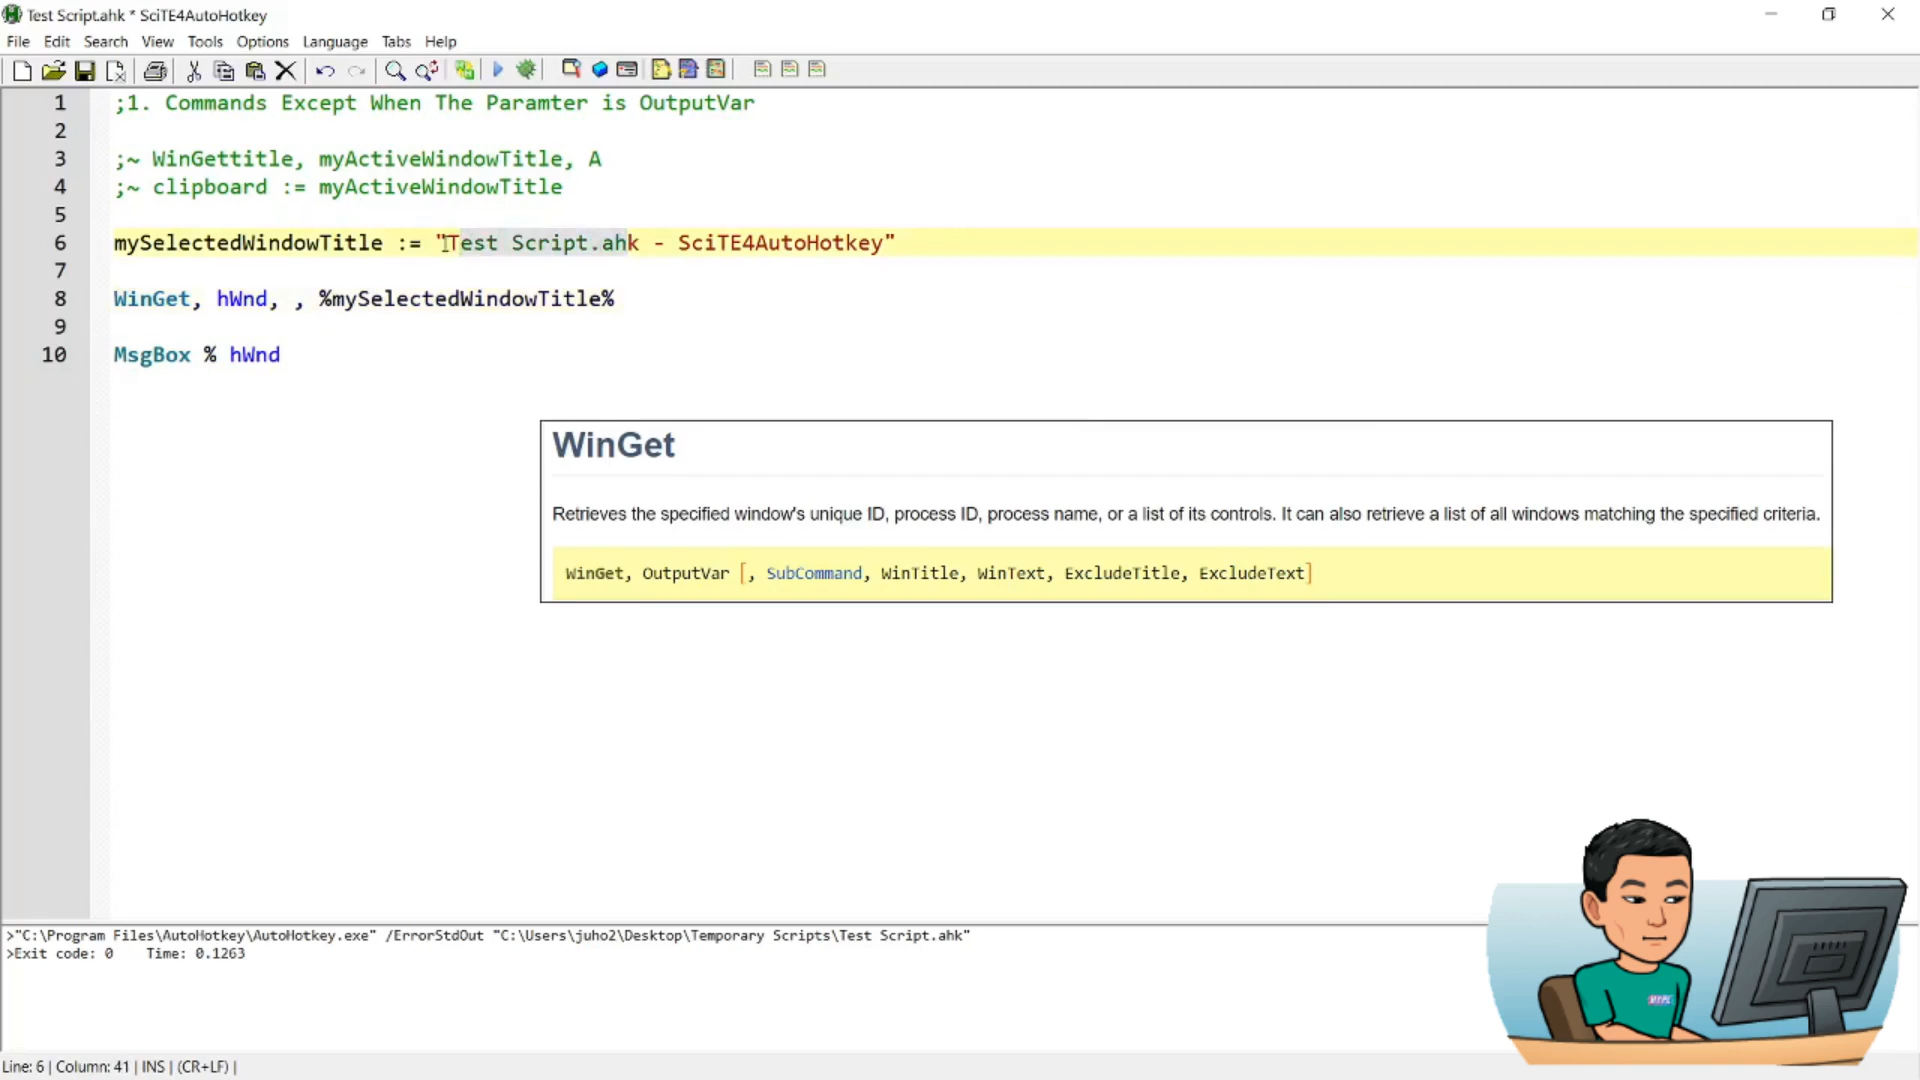 Test Script.ahk * SciTE4AutoHotkey
File Edit Search View Tools Options Language Tabs Help
1 ;1. Commands Except When The Paramter is OutputVar
2
3 ;~ WinGettitle, myActiveWindowTitle, A
4 ;~ clipboard := myActiveWindowTitle
5
6 mySelectedWindowTitle := "Test Script.ahk - SciTE4AutoHotkey"
7
8 WinGet, hWnd, , %mySelectedWindowTitle%
9
10 MsgBox % hWnd
WinGet
Retrieves the specified window's unique ID, process ID, process name, or a list of its controls. It can also retrieve a list of all windows matching the specified criteria.
WinGet, OutputVar [, SubCommand, WinTitle, WinText, ExcludeTitle, ExcludeText]
>"C:\Program Files\AutoHotkey\AutoHotkey.exe" /ErrorStdOut "C:\Users\juho2\Desktop\Temporary Scripts\Test Script.ahk"
>Exit code: 0 Time: 0.1263
Line: 6 | Column: 41 | INS | (CR+LF) |